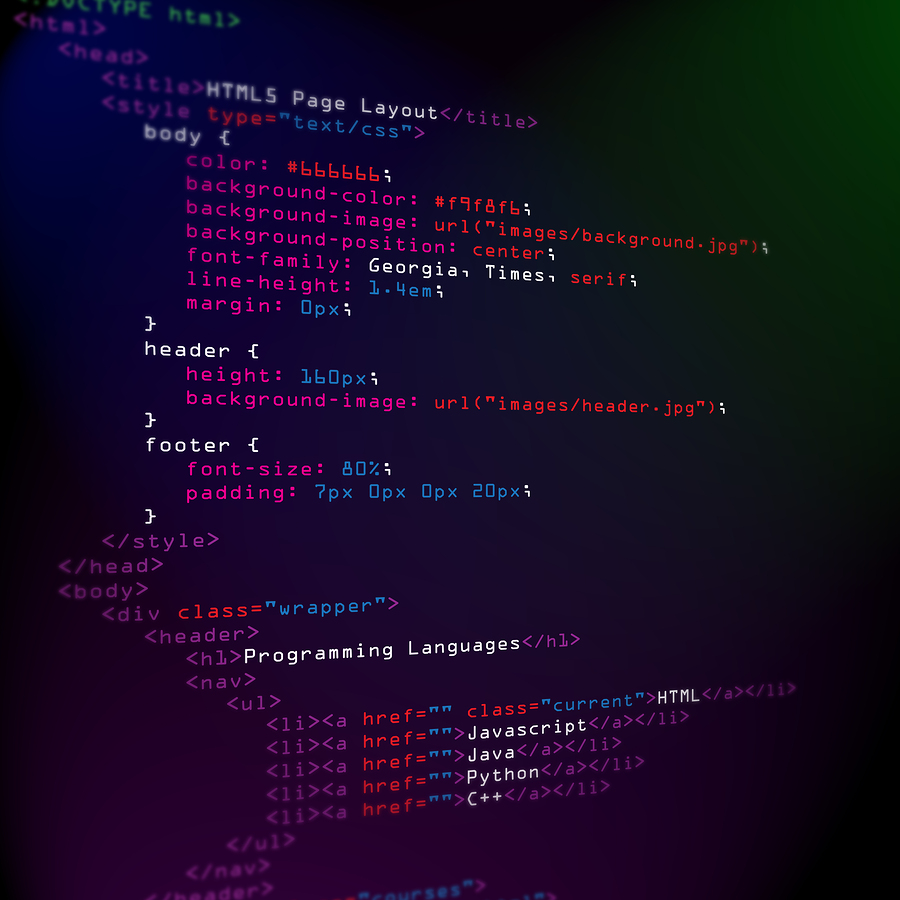 <!DOCTYPE html>
<html>
<head>
<title>HTML5 Page Layout</title>
<style type="text/css">
body {
color: #666666;
background-color: #f9f8f6;
background-image: url("images/background.jpg");
background-position: center;
font-family: Georgia, Times, serif;
line-height: 1.4em;
margin: 0px;
}
header {
height: 160px;
background-image: url("images/header.jpg");
}
footer {
font-size: 80%;
padding: 7px 0px 0px 20px;
}
</style>
</head>
<body>
<div class="wrapper">
<header>
<h1>Programming Languages</h1>
<nav>
<ul>
<li><a href="" class="current">HTML</a></li>
<li><a href="">Javascript</a></li>
<li><a href="">Java</a></li>
<li><a href="">Python</a></li>
<li><a href="">C++</a></li>
</ul>
</nav>
</header>
="courses">